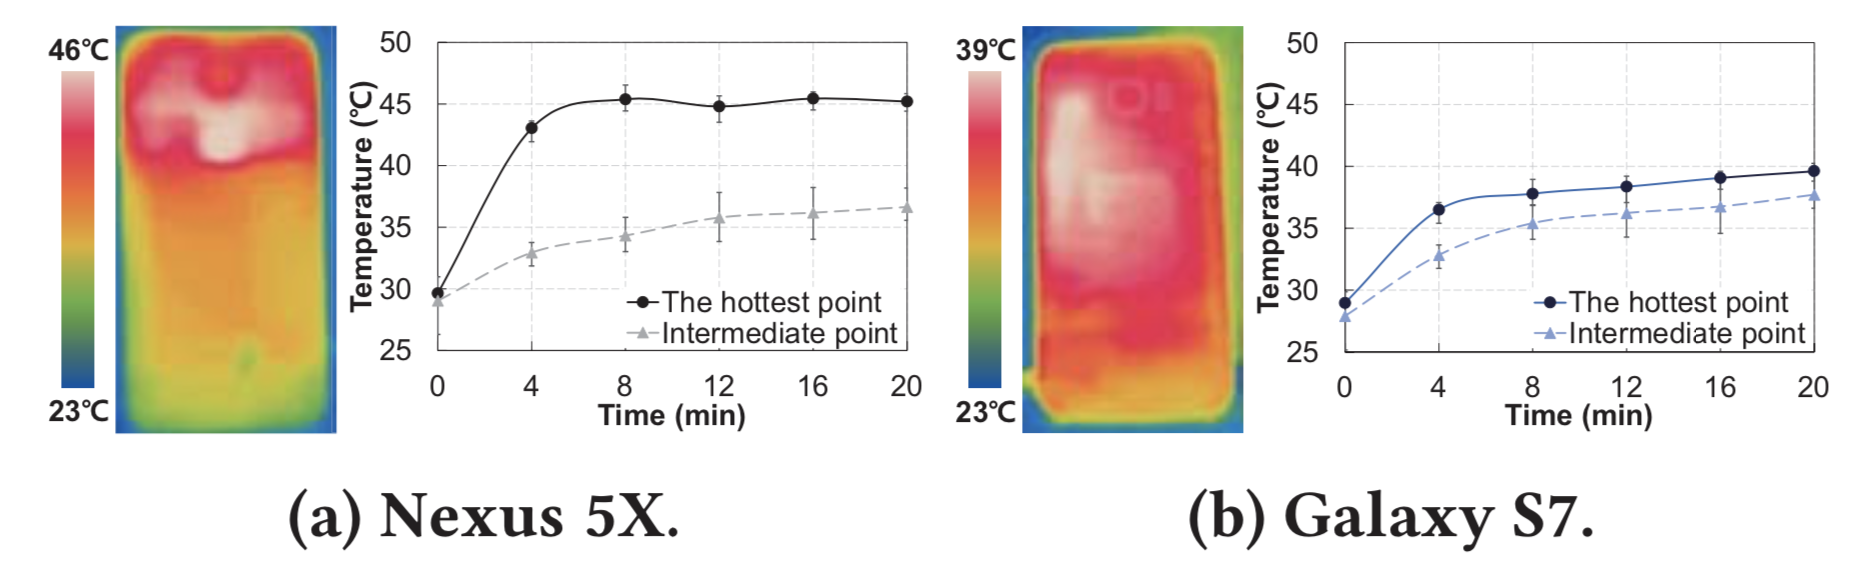 46℃
23℃
Temperature (℃)
50
45
40
35
30
25
The hottest point
Intermediate point
0 4 8 12 16 20
Time (min)
(a) Nexus 5X.
39℃
23℃
Temperature (℃)
50
45
40
35
30
25
The hottest point
Intermediate point
0 4 8 12 16 20
Time (min)
(b) Galaxy S7.